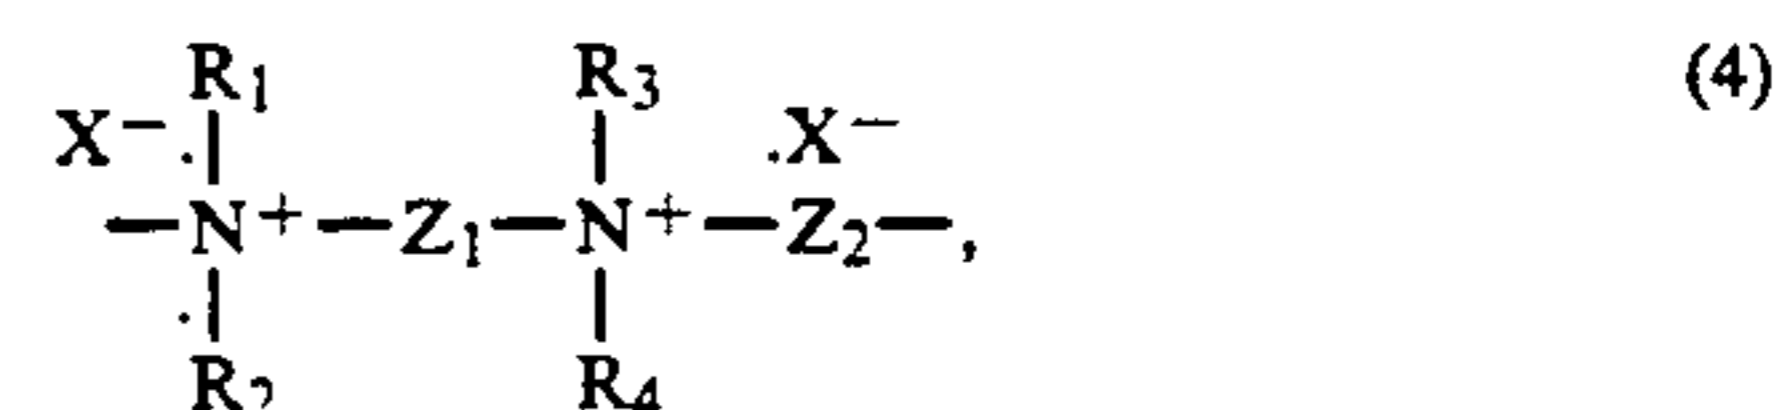 R1 R3 (4)
X− .X−
—N+—Z1—N+—Z2—,
R2 R4